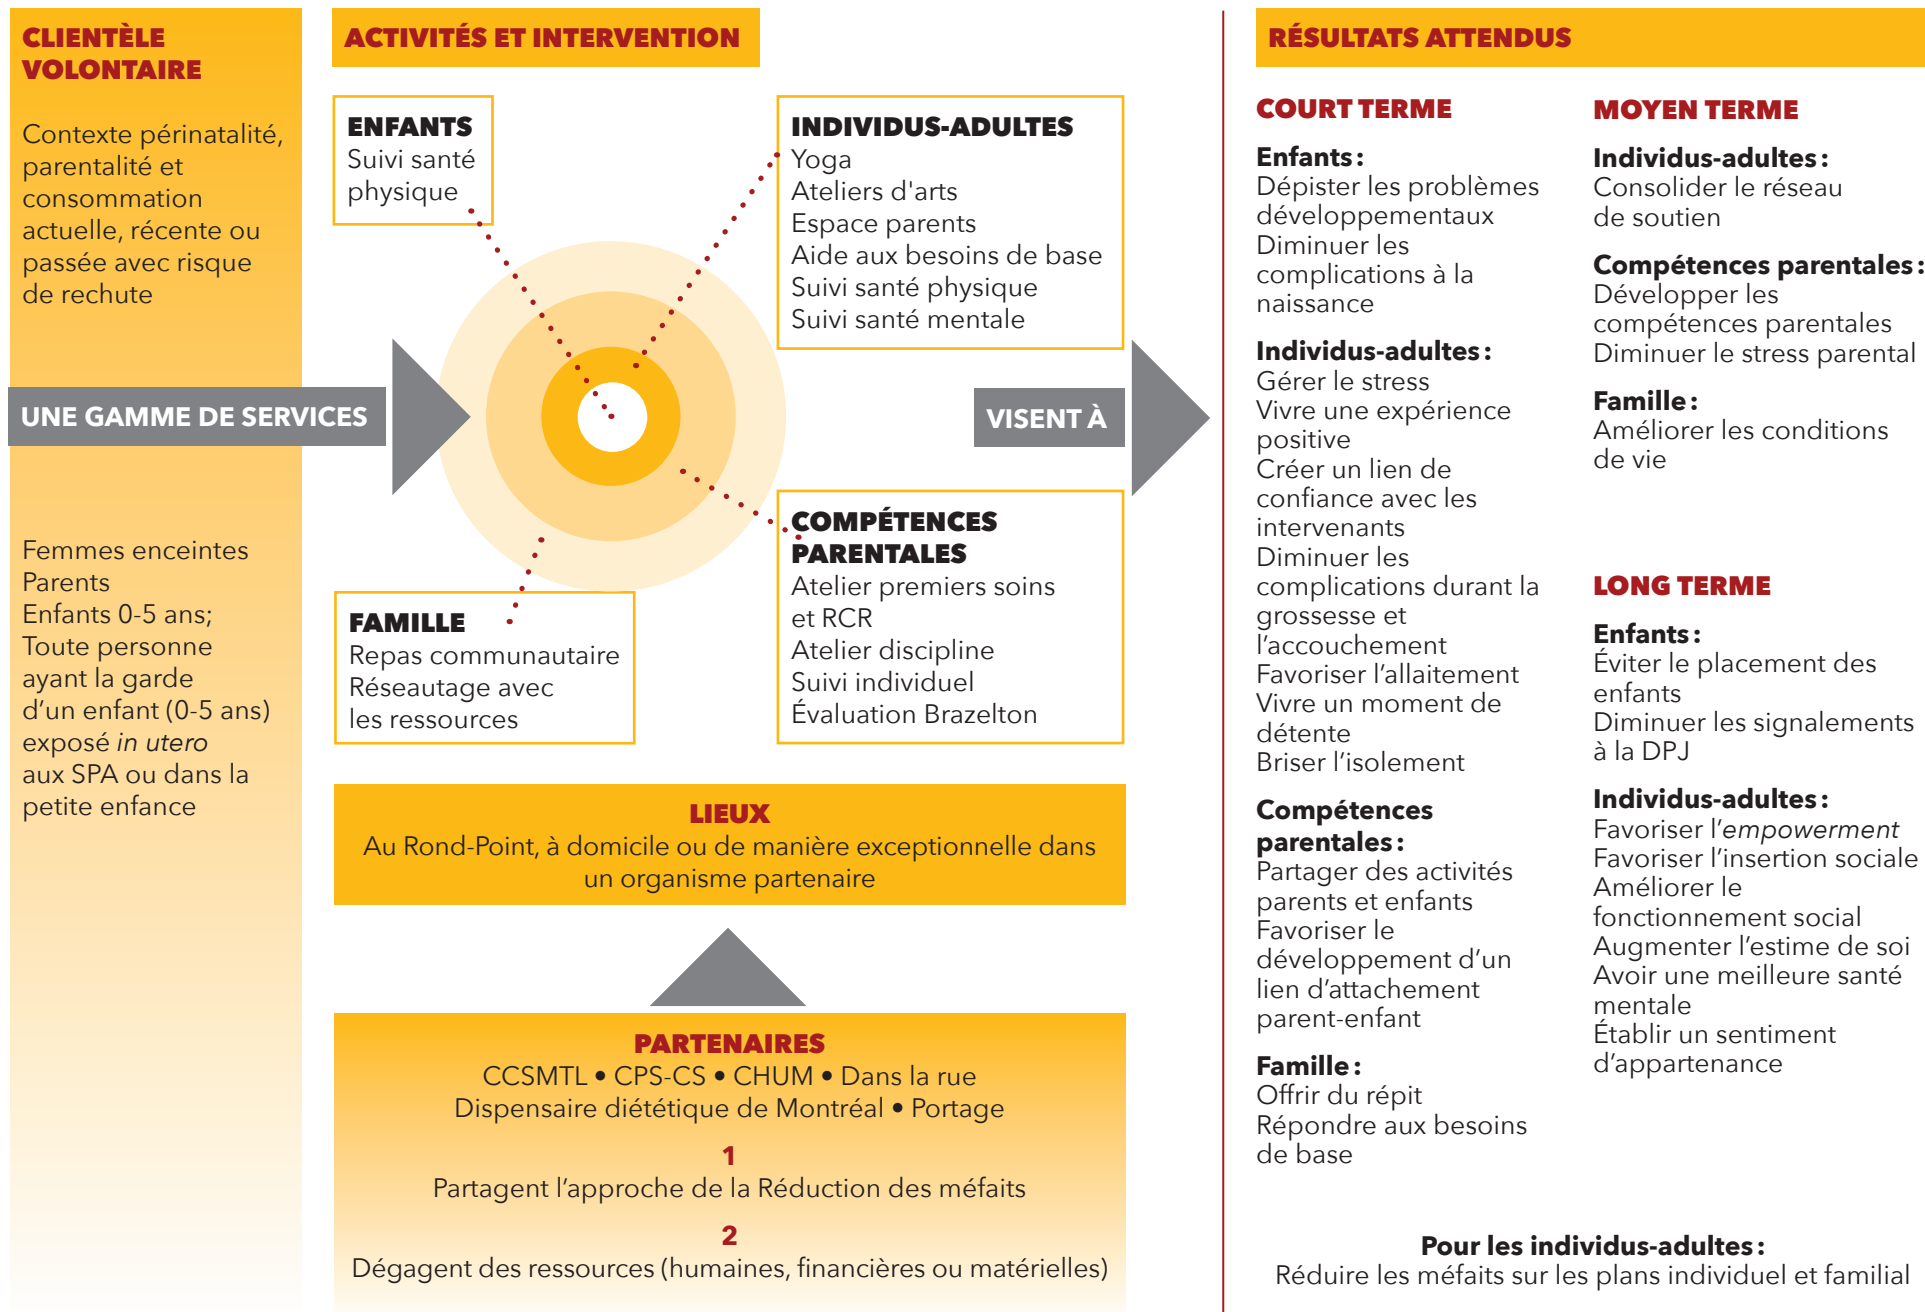 CLIENTÈLE
VOLONTAIRE
Contexte périnatalité,
parentalité et
consommation
actuelle, récente ou
passée avec risque
de rechute
UNE GAMME DE SERVICES
Femmes enceintes
Parents
Enfants 0-5 ans;
Toute personne
ayant la garde
d’un enfant (0-5 ans)
exposé in utero
aux SPA ou dans la
petite enfance
ACTIVITÉS ET INTERVENTION
ENFANTS
Suivi santé
physique
INDIVIDUS-ADULTES
Yoga
Ateliers d'arts
Espace parents
Aide aux besoins de base
Suivi santé physique
Suivi santé mentale
FAMILLE
Repas communautaire
Réseautage avec
les ressources
COMPÉTENCES
PARENTALES
Atelier premiers soins
et RCR
Atelier discipline
Suivi individuel
Évaluation Brazelton
LIEUX
Au Rond-Point, à domicile ou de manière exceptionnelle dans
un organisme partenaire
PARTENAIRES
CCSMTL • CPS-CS • CHUM • Dans la rue
Dispensaire diététique de Montréal • Portage
1
Partagent l’approche de la Réduction des méfaits
2
Dégagent des ressources (humaines, financières ou matérielles)
VISENT À
RÉSULTATS ATTENDUS
COURT TERME
Enfants :
Dépister les problèmes
développementaux
Diminuer les
complications à la
naissance
Individus-adultes :
Gérer le stress
Vivre une expérience
positive
Créer un lien de
confiance avec les
intervenants
Diminuer les
complications durant la
grossesse et
l’accouchement
Favoriser l’allaitement
Vivre un moment de
détente
Briser l’isolement
Compétences
parentales :
Partager des activités
parents et enfants
Favoriser le
développement d’un
lien d’attachement
parent-enfant
Famille :
Offrir du répit
Répondre aux besoins
de base
MOYEN TERME
Individus-adultes :
Consolider le réseau
de soutien
Compétences parentales :
Développer les
compétences parentales
Diminuer le stress parental
Famille :
Améliorer les conditions
de vie
LONG TERME
Enfants :
Éviter le placement des
enfants
Diminuer les signalements
à la DPJ
Individus-adultes :
Favoriser l’empowerment
Favoriser l’insertion sociale
Améliorer le
fonctionnement social
Augmenter l’estime de soi
Avoir une meilleure santé
mentale
Établir un sentiment
d’appartenance
Pour les individus-adultes :
Réduire les méfaits sur les plans individuel et familial